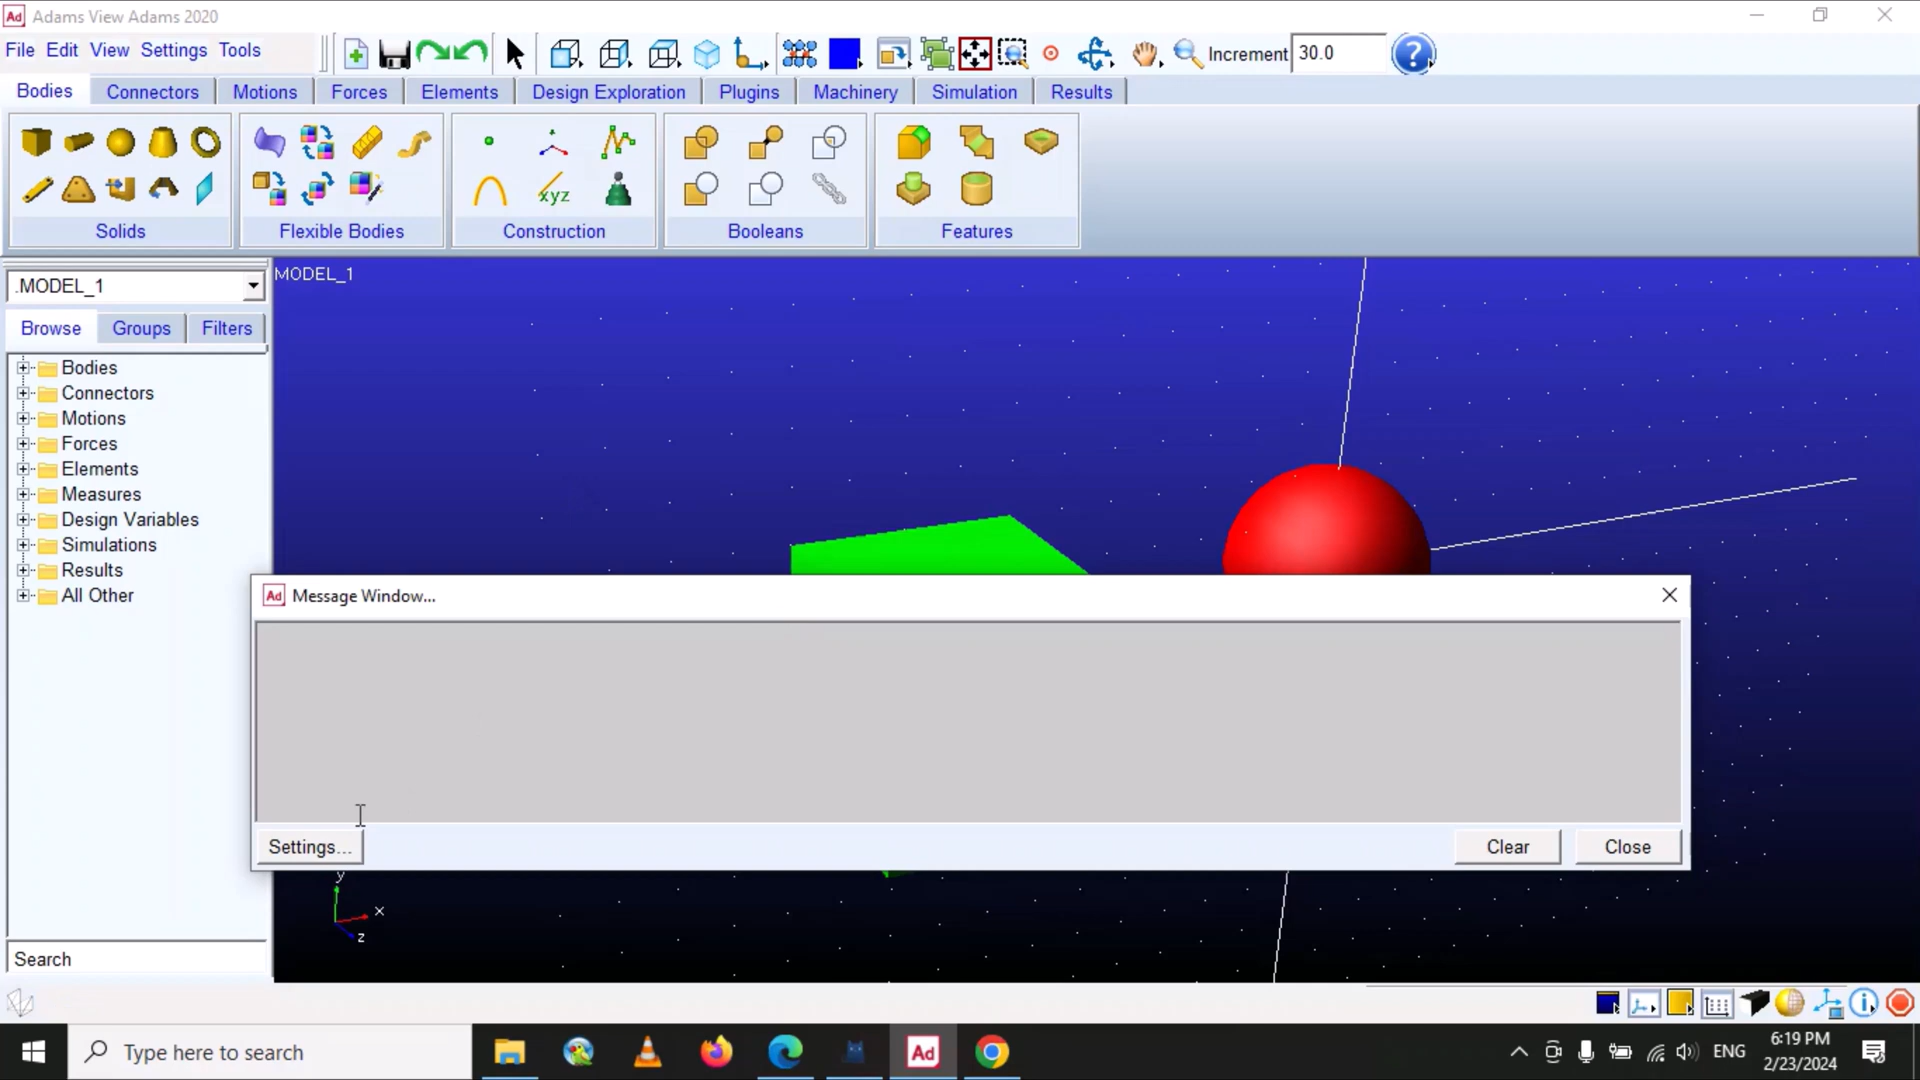 Ad Adams View Adams 2020
File Edit View Settings Tools
Increment 30.0 ?
Bodies Connectors Motions Forces Elements Design Exploration Plugins Machinery Simulation Results
xyz
Solids Flexible Bodies Construction Booleans Features
.MODEL_1
MODEL_1
Browse Groups Filters
Bodies
Connectors
Motions
Forces
Elements
Measures
Design Variables
Simulations
Results
All Other
Ad Message Window...
Settings... Clear Close
y
x
z
Search
Type here to search
Ad
ENG
6:19 PM
2/23/2024